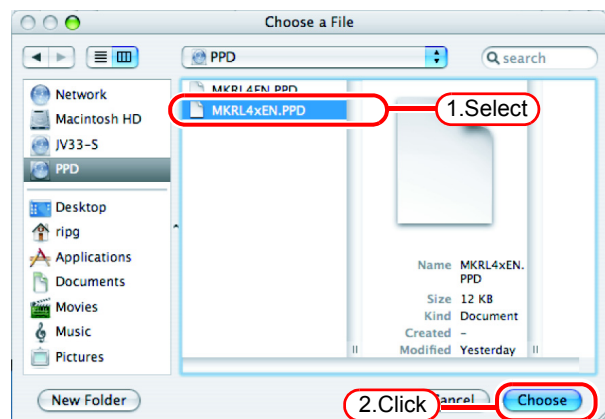 Choose a File
PPD
search
Network
Macintosh HD
JV33-S
PPD
Desktop
ripg
Applications
Documents
Movies
Music
Pictures
MKRL4EN.PPD
MKRL4xEN.PPD
1.Select
Name MKRL4xEN.
PPD
Size 12 KB
Kind Document
Created -
Modified Yesterday
New Folder
2.Click
Cancel
Choose